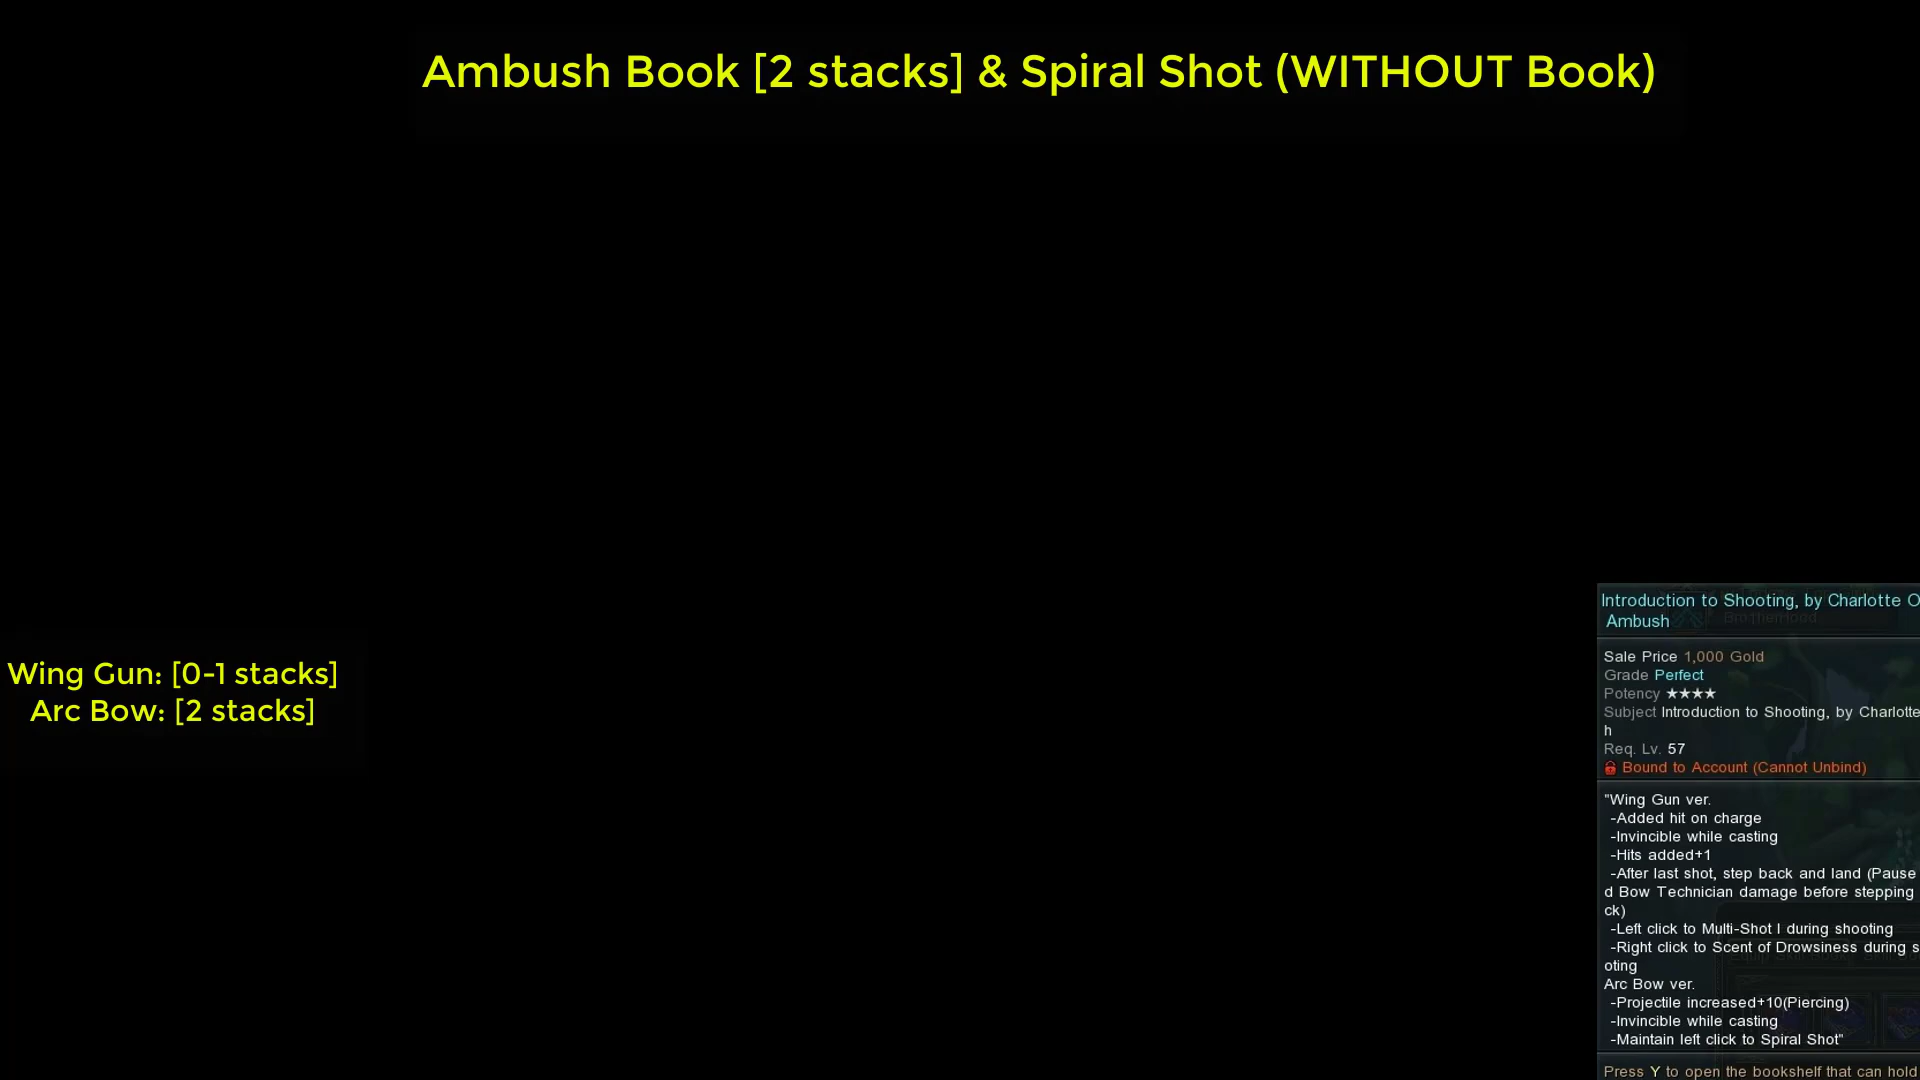 Ambush Book [2 stacks] & Spiral Shot (WITHOUT Book)
Wing Gun: [0-1 stacks]
Arc Bow: [2 stacks]
Introduction to Shooting, by Charlotte O
Ambush
Brotherhood
Sale Price 1,000 Gold
Grade Perfect
Potency ★★★★
Subject Introduction to Shooting, by Charlotte
h
Req. Lv. 57
Bound to Account (Cannot Unbind)
"Wing Gun ver.
-Added hit on charge
-Invincible while casting
-Hits added+1
-After last shot, step back and land (Pause
d Bow Technician damage before stepping
ck)
-Left click to Multi-Shot I during shooting
-Right click to Scent of Drowsiness during s
oting
Arc Bow ver.
-Projectile increased+10(Piercing)
-Invincible while casting
-Maintain left click to Spiral Shot"
Press Y to open the bookshelf that can hold